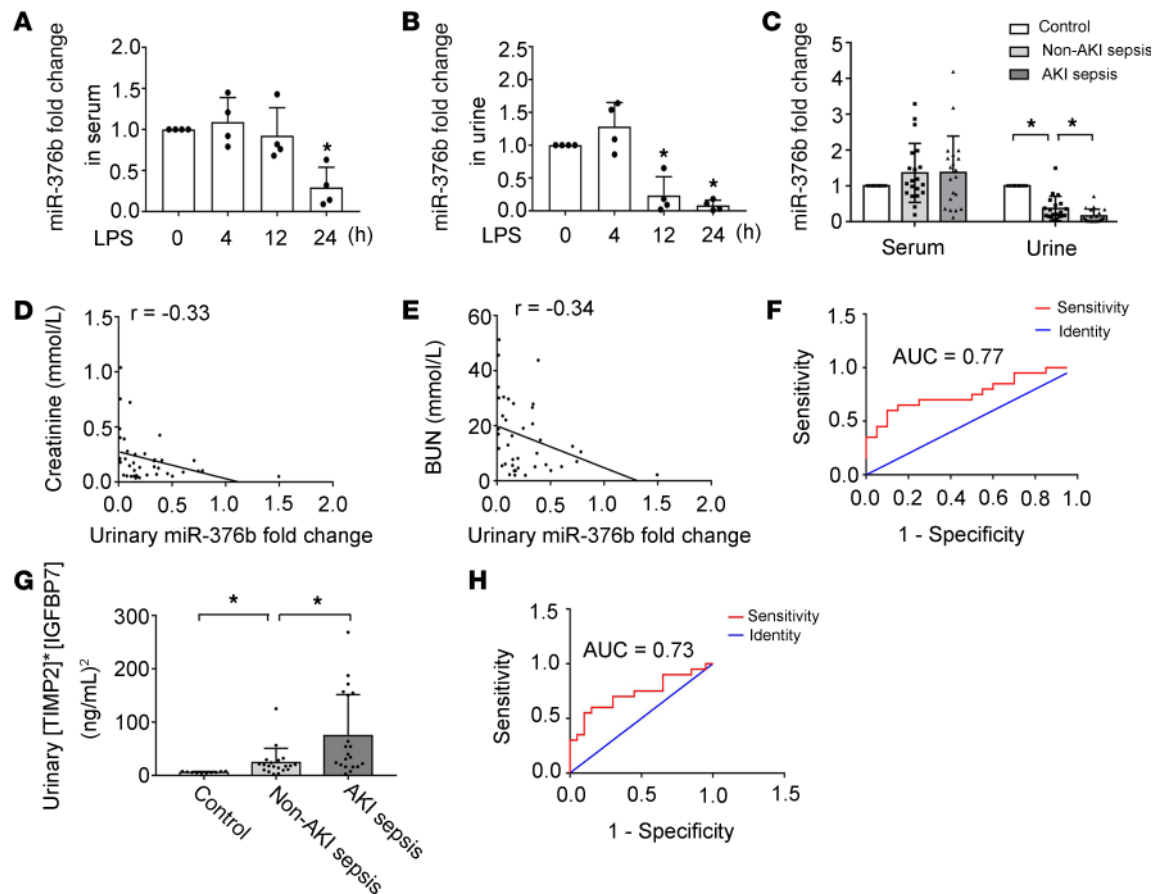 A
miR-376b fold change
in serum
2.0
1.5
1.0
0.5
0.0
*
LPS 0 4 12 24 (h)
B
miR-376b fold change
in urine
2.5
2.0
1.5
1.0
0.5
0.0
*
*
LPS 0 4 12 24 (h)
C
miR-376b fold change
Control
Non-AKI sepsis
AKI sepsis
5
4
3
2
1
0
* *
Serum Urine
D
Creatinine (mmol/L)
r = -0.33
1.5
1.0
0.5
0.0
0.0 0.5 1.0 1.5 2.0
Urinary miR-376b fold change
E
BUN (mmol/L)
r = -0.34
60
40
20
0
0.0 0.5 1.0 1.5 2.0
Urinary miR-376b fold change
F
Sensitivity
Identity
AUC = 0.77
Sensitivity
1.5
1.0
0.5
0.0
0.0 0.2 0.4 0.6 0.8 1.0
1 - Specificity
G
Urinary [TIMP2]*[IGFBP7]
(ng/mL)²
300
200
100
0
* *
Control
Non-AKI sepsis
AKI sepsis
H
Sensitivity
Identity
AUC = 0.73
Sensitivity
1.5
1.0
0.5
0.0
0.0 0.5 1.0 1.5
1 - Specificity